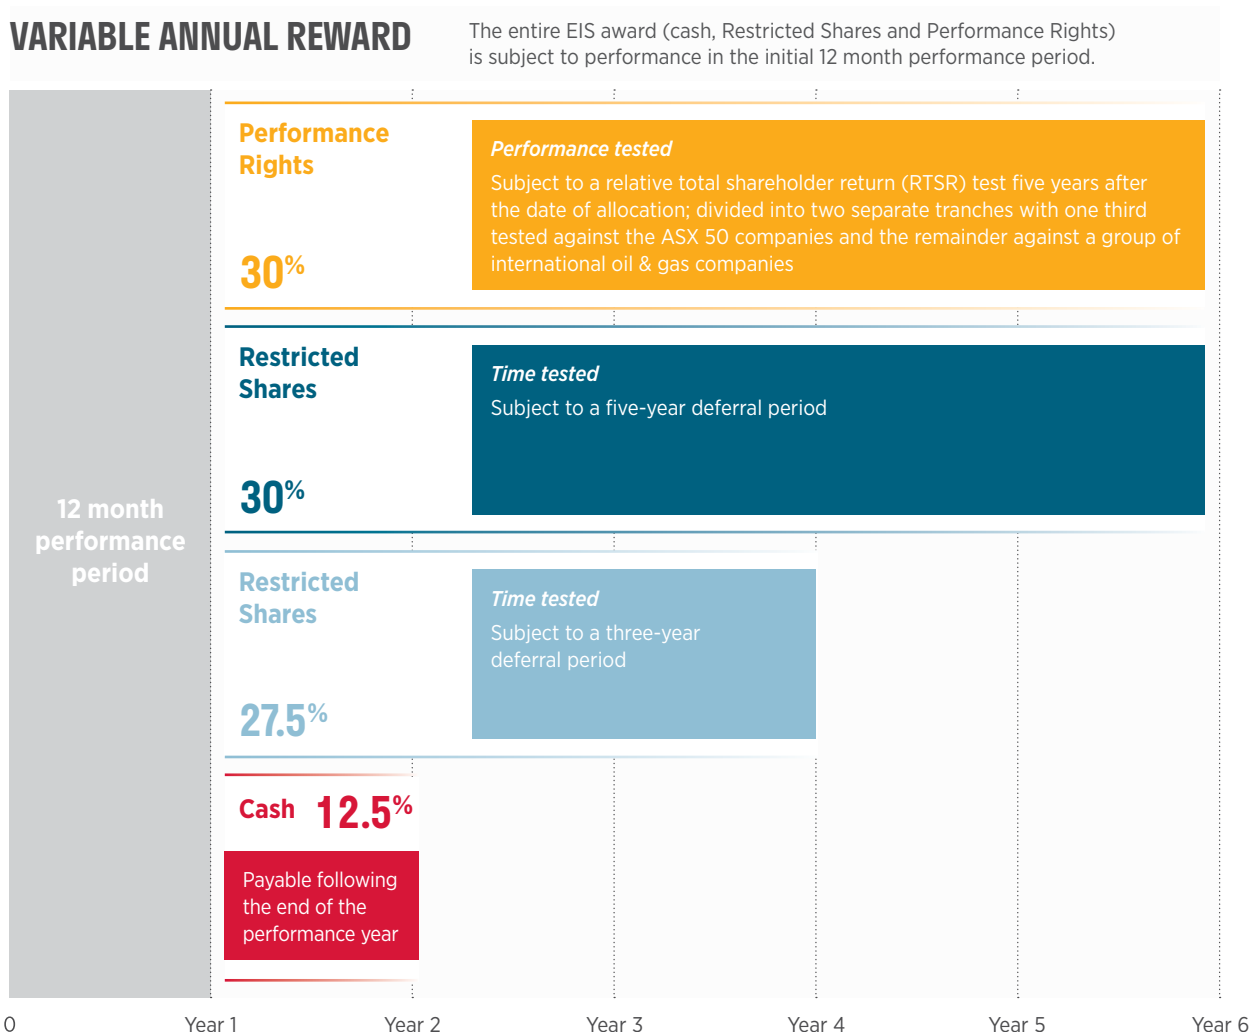 VARIABLE ANNUAL REWARD
The entire EIS award (cash, Restricted Shares and Performance Rights)
is subject to performance in the initial 12 month performance period.
12 month
performance
period
Performance
Rights
30%
Performance tested
Subject to a relative total shareholder return (RTSR) test five years after
the date of allocation; divided into two separate tranches with one third
tested against the ASX 50 companies and the remainder against a group of
international oil & gas companies
Restricted
Shares
30%
Time tested
Subject to a five-year deferral period
Restricted
Shares
27.5%
Time tested
Subject to a three-year
deferral period
Cash 12.5%
Payable following
the end of the
performance year
0 Year 1 Year 2 Year 3 Year 4 Year 5 Year 6